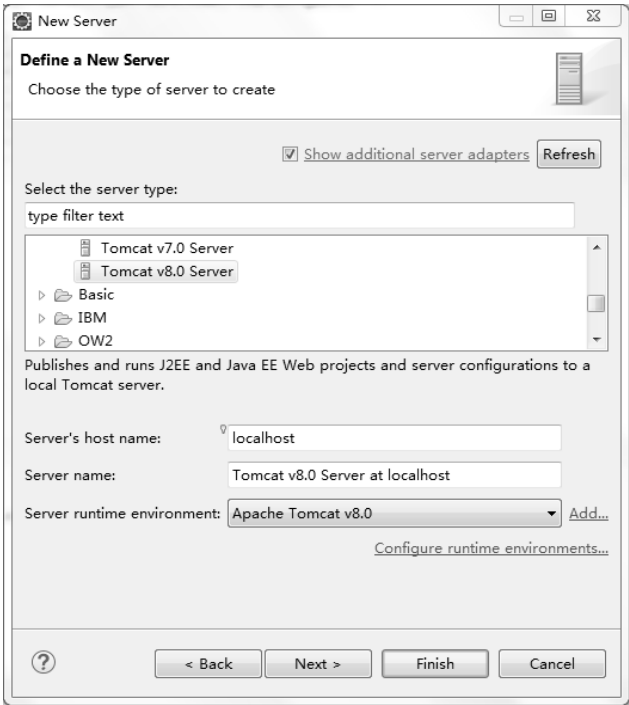 New Server
Define a New Server
Choose the type of server to create
Show additional server adapters Refresh
Select the server type:
type filter text
Tomcat v7.0 Server
Tomcat v8.0 Server
Basic
IBM
OW2
Publishes and runs J2EE and Java EE Web projects and server configurations to a
local Tomcat server.
Server's host name: localhost
Server name: Tomcat v8.0 Server at localhost
Server runtime environment: Apache Tomcat v8.0 Add...
Configure runtime environments...
? < Back Next > Finish Cancel